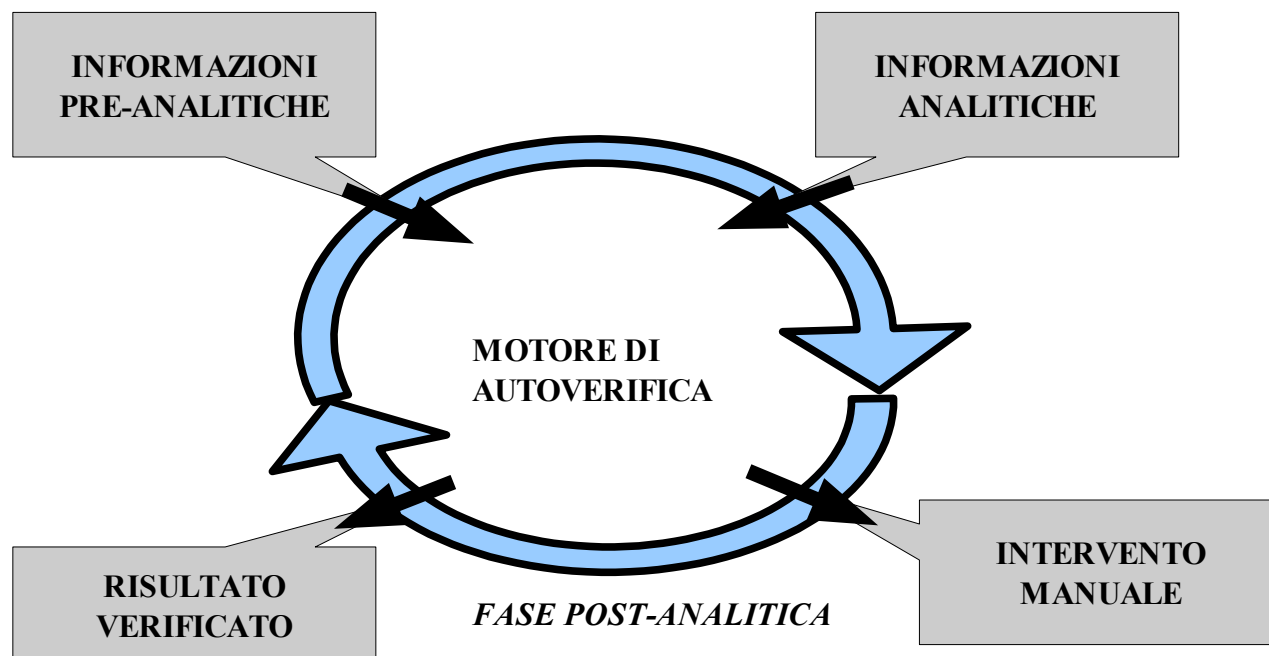 INFORMAZIONI
PRE-ANALITICHE
INFORMAZIONI
ANALITICHE
MOTORE DI
AUTOVERIFICA
RISULTATO
VERIFICATO
FASE POST-ANALITICA
INTERVENTO
MANUALE